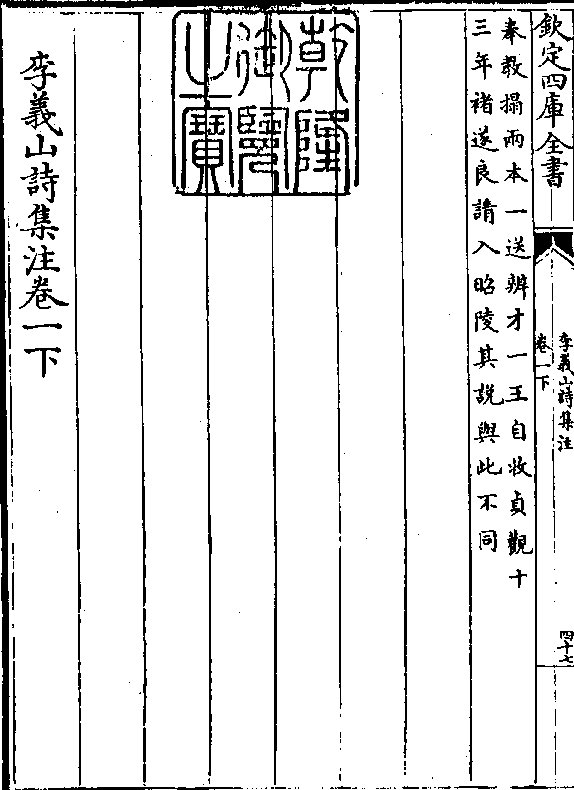 欽定四庫全書
李義山詩集注
卷一下
四十七
奉教搨兩本一送辨才一王自收貞觀十
三年褚遂良請入昭陵其説與此不同
乾隆
御覽
之寶
李義山詩集注卷一下